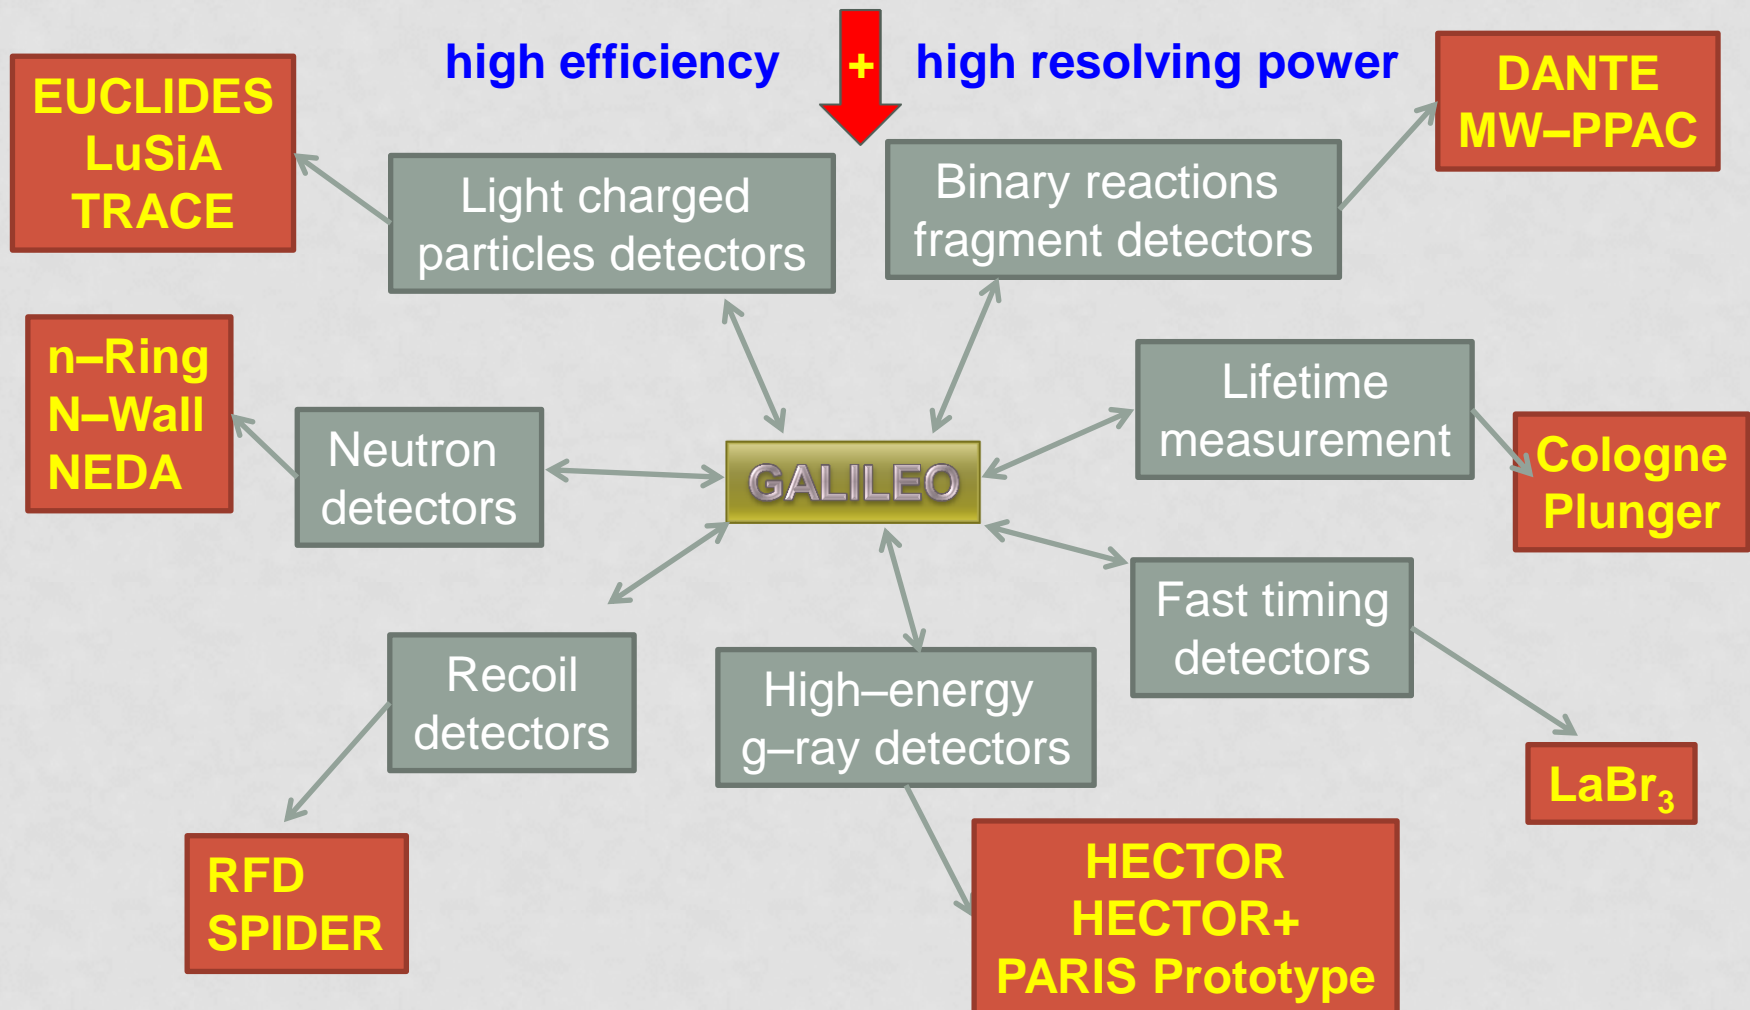 high efficiency + high resolving power
EUCLIDES
LuSiA
TRACE
DANTE
MW–PPAC
Light charged
particles detectors
Binary reactions
fragment detectors
n–Ring
N–Wall
NEDA
Neutron
detectors
GALILEO
Lifetime
measurement
Cologne
Plunger
Recoil
detectors
High–energy
g–ray detectors
Fast timing
detectors
LaBr₃
RFD
SPIDER
HECTOR
HECTOR+
PARIS Prototype